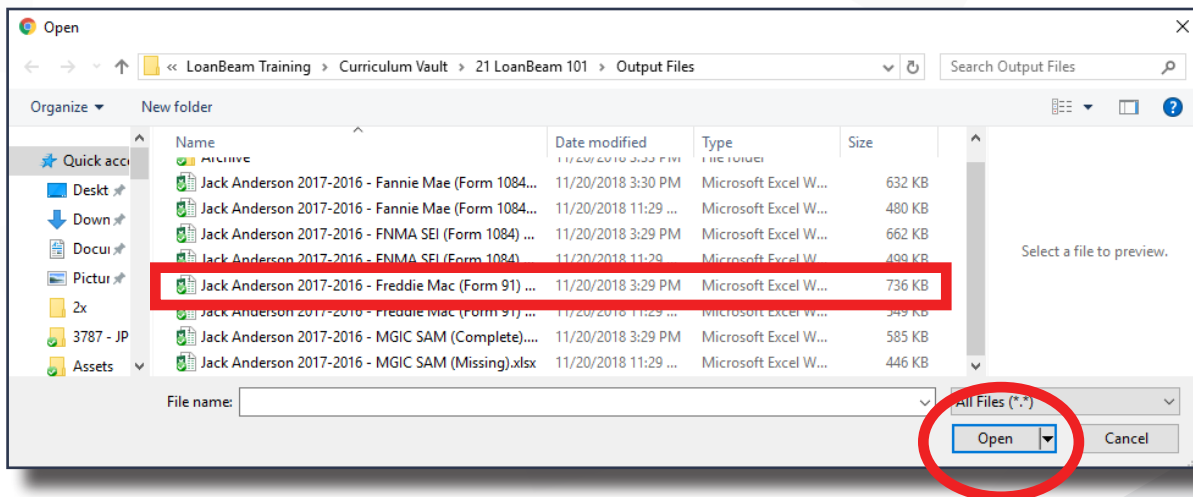 Open
« LoanBeam Training > Curriculum Vault > 21 LoanBeam 101 > Output Files
Search Output Files
Organize New folder
Name Date modified Type Size
Quick acc
Archive 11/20/2018 3:33 PM File folder
Deskt Jack Anderson 2017-2016 - Fannie Mae (Form 1084... 11/20/2018 3:30 PM Microsoft Excel W... 632 KB
Down Jack Anderson 2017-2016 - Fannie Mae (Form 1084... 11/20/2018 11:29 ... Microsoft Excel W... 480 KB
Docur Jack Anderson 2017-2016 - FNMA SEI (Form 1084) ... 11/20/2018 3:29 PM Microsoft Excel W... 662 KB
Jack Anderson 2017-2016 - FNMA SEI (Form 1084) 11/20/2018 11:29 Microsoft Excel W... 499 KB
Select a file to preview.
Pictur Jack Anderson 2017-2016 - Freddie Mac (Form 91) ... 11/20/2018 3:29 PM Microsoft Excel W... 736 KB
2x Jack Anderson 2017-2016 - Freddie Mac (Form 91) ... 11/20/2018 11:29 ... Microsoft Excel W... 549 KB
3787 - JP Jack Anderson 2017-2016 - MGIC SAM (Complete).... 11/20/2018 3:29 PM Microsoft Excel W... 585 KB
Assets Jack Anderson 2017-2016 - MGIC SAM (Missing).xlsx 11/20/2018 11:29 ... Microsoft Excel W... 446 KB
File name: All Files (*.*)
Open Cancel